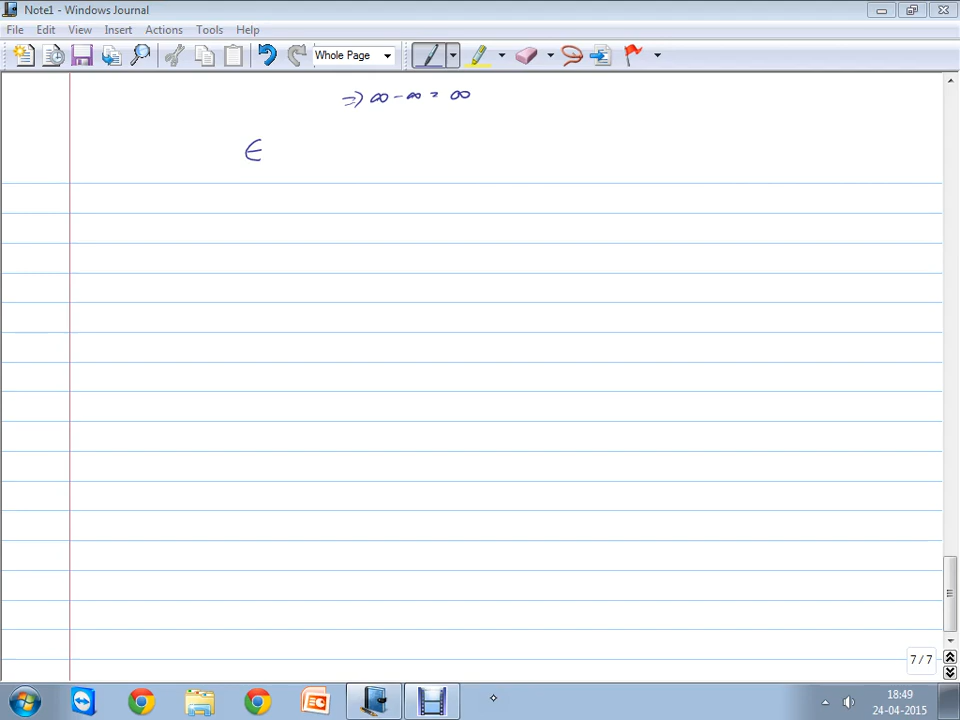 Note1 - Windows Journal
File Edit View Insert Actions Tools Help
Whole Page
⇒ ∞ - ∞ = ∞
∈
7 / 7
18:49
24-04-2015